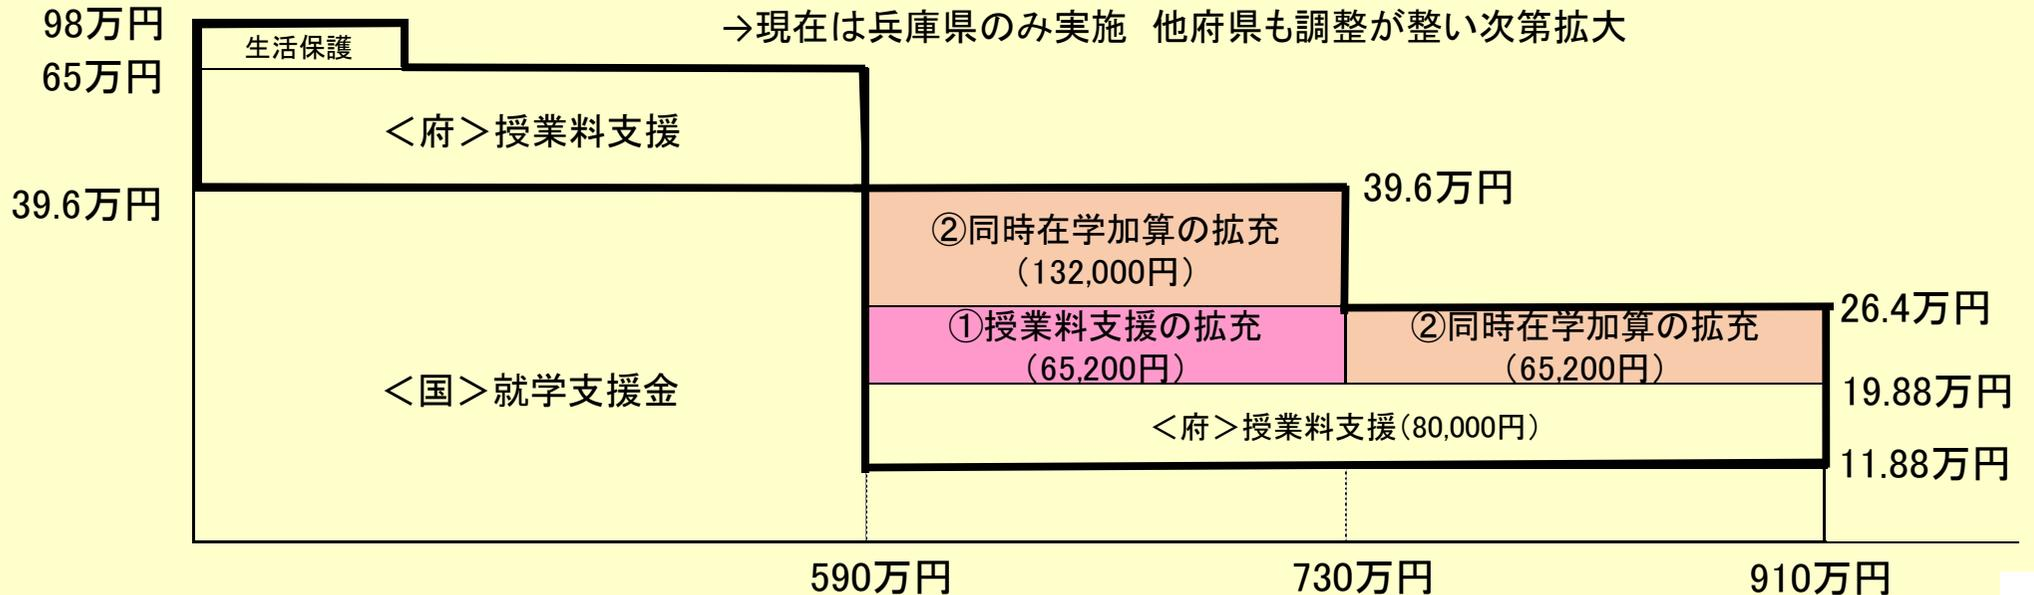 98万円
→現在は兵庫県のみ実施　他府県も調整が整い次第拡大
生活保護
65万円
＜府＞授業料支援
39.6万円
39.6万円
②同時在学加算の拡充
（132,000円）
①授業料支援の拡充
（65,200円）
②同時在学加算の拡充
（65,200円）
26.4万円
＜国＞就学支援金
19.88万円
＜府＞授業料支援（80,000円）
11.88万円
590万円
730万円
910万円